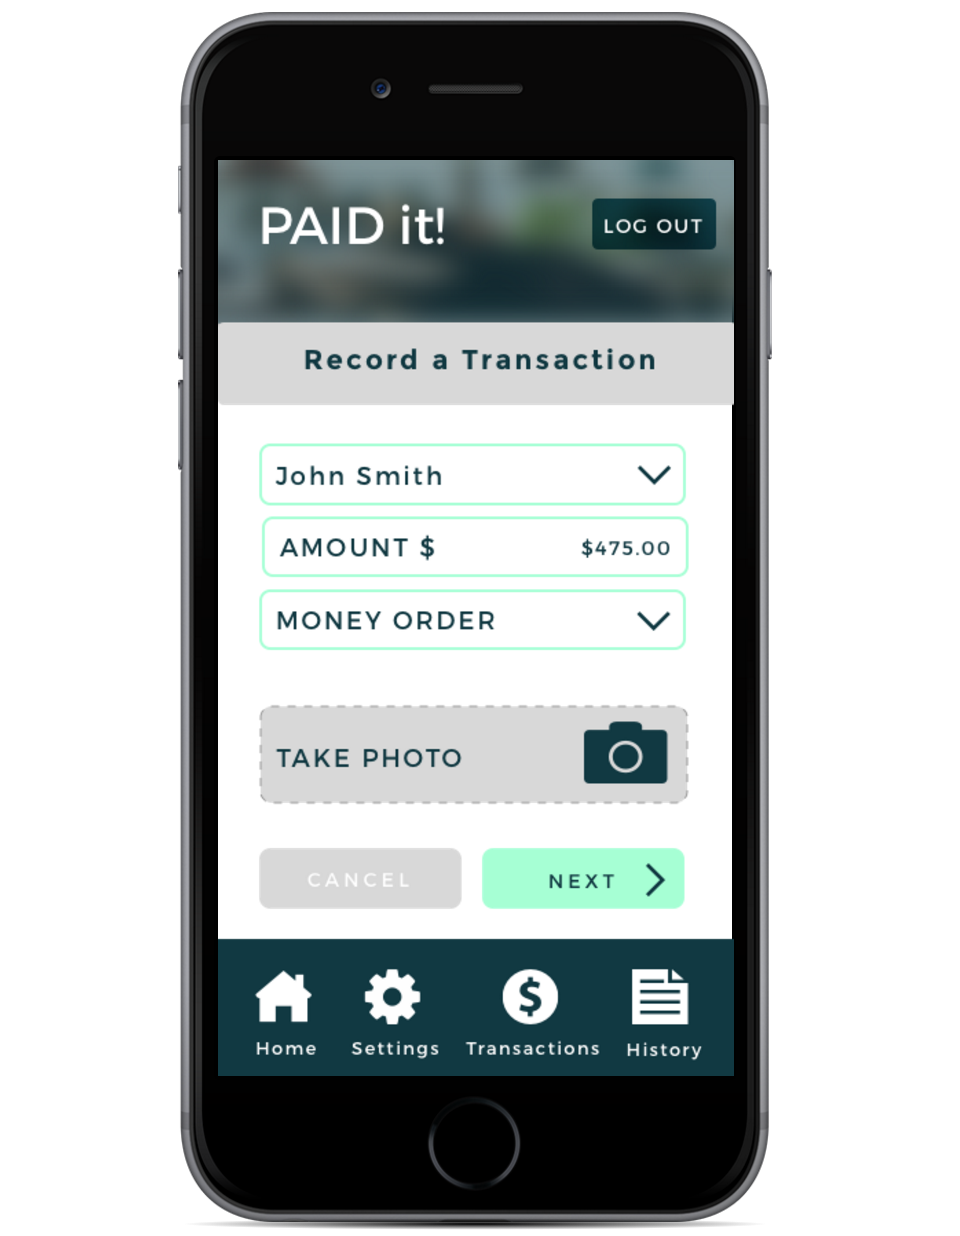 PAID it!
LOG OUT
Record a Transaction
John Smith
AMOUNT $ $475.00
MONEY ORDER
TAKE PHOTO
CANCEL
NEXT
Home Settings Transactions History